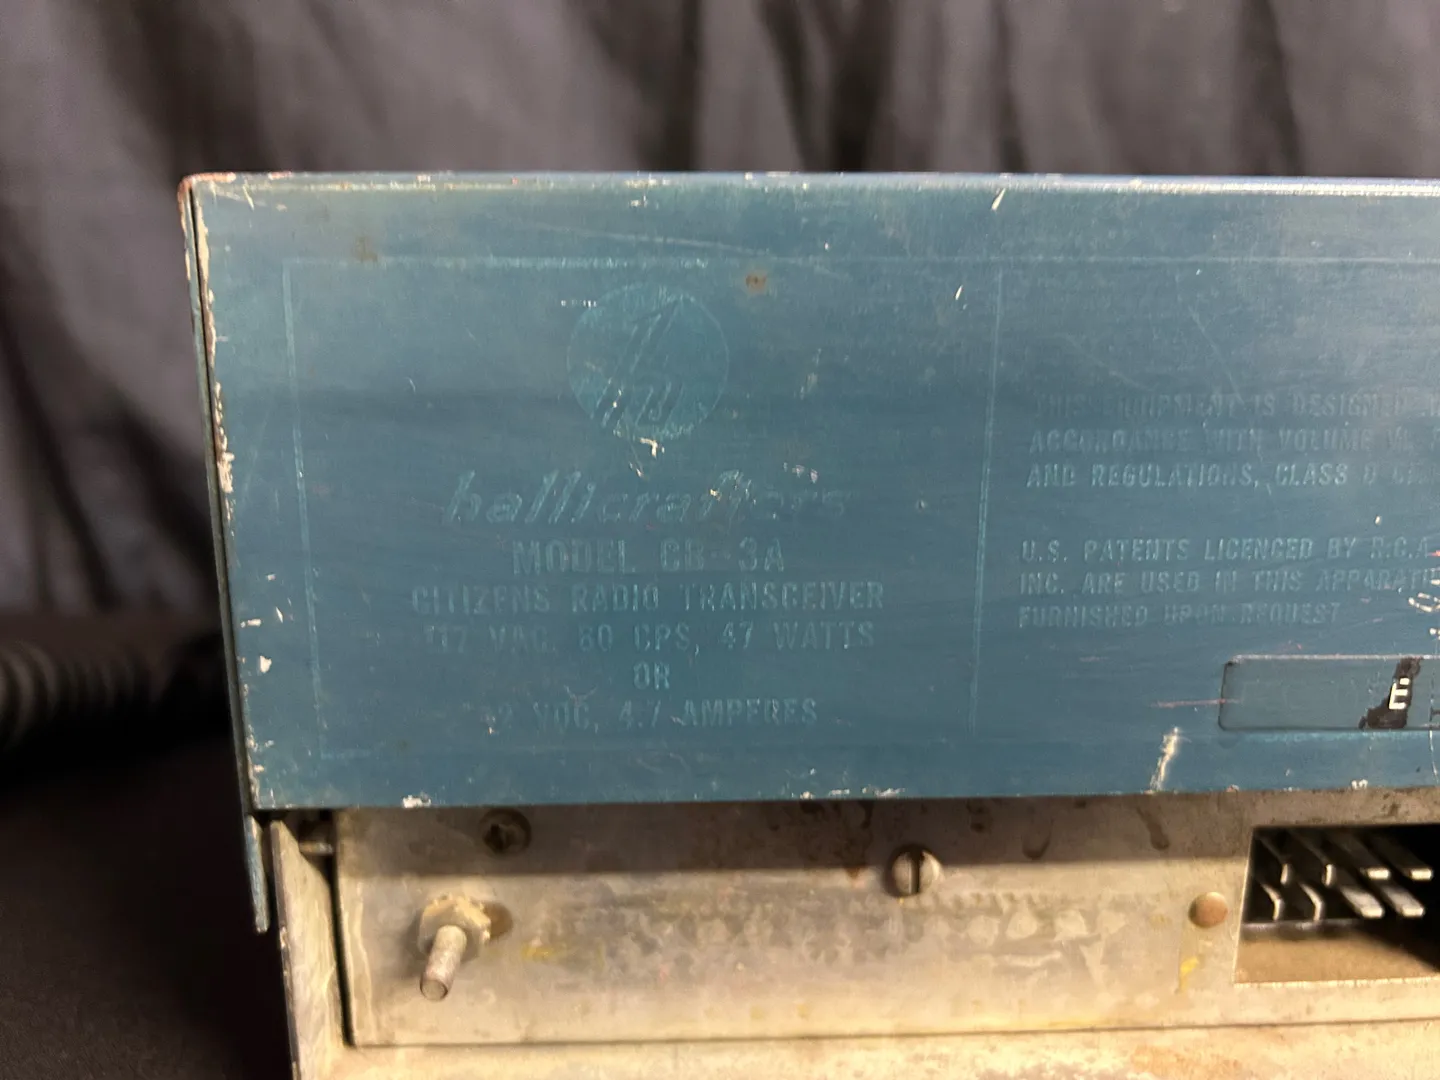 hallicrafters
MODEL CB-3A
CITIZENS RADIO TRANSCEIVER
117 VAC, 60 CPS, 47 WATTS
OR
12 VDC, 4.7 AMPERES
THIS EQUIPMENT IS DESIGNED
ACCORDANCE WITH VOLUME
AND REGULATIONS, CLASS D
U.S. PATENTS LICENCED BY R.C.A.
INC. ARE USED IN THIS APPARAT
FURNISHED UPON REQUEST
E